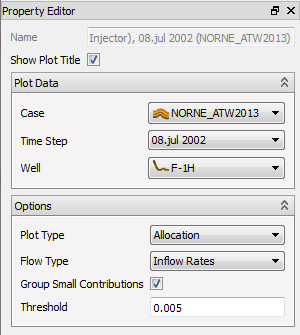 Property Editor
Name Injector), 08.jul 2002 (NORNE_ATW2013)
Show Plot Title
Plot Data
Case NORNE_ATW2013
Time Step 08.jul 2002
Well F-1H
Options
Plot Type Allocation
Flow Type Inflow Rates
Group Small Contributions
Threshold 0.005